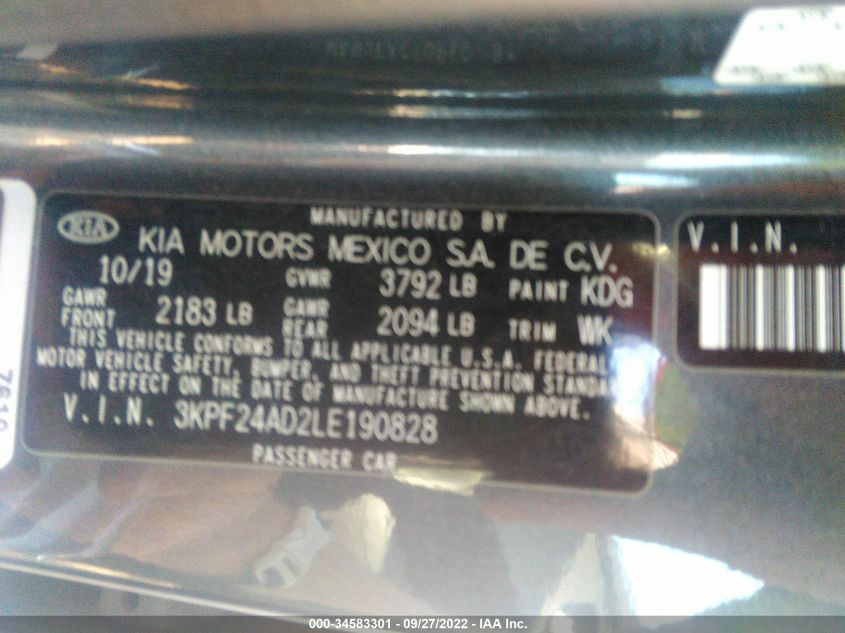 MANUFACTURED BY
KIA
KIA MOTORS MEXICO S.A. DE C.V.
10/19 GVWR 3792 LB PAINT KDG
GAWR FRONT 2183 LB GAWR REAR 2094 LB TRIM WK
THIS VEHICLE CONFORMS TO ALL APPLICABLE U.S.A. FEDERAL
MOTOR VEHICLE SAFETY, BUMPER, AND THEFT PREVENTION STANDA
IN EFFECT ON THE DATE OF MANUFACTURE SHOWN ABOVE.
V.I.N. 3KPF24AD2LE190828
PASSENGER CAR
V.I.N.
000-34583301 - 09/27/2022 - IAA Inc.